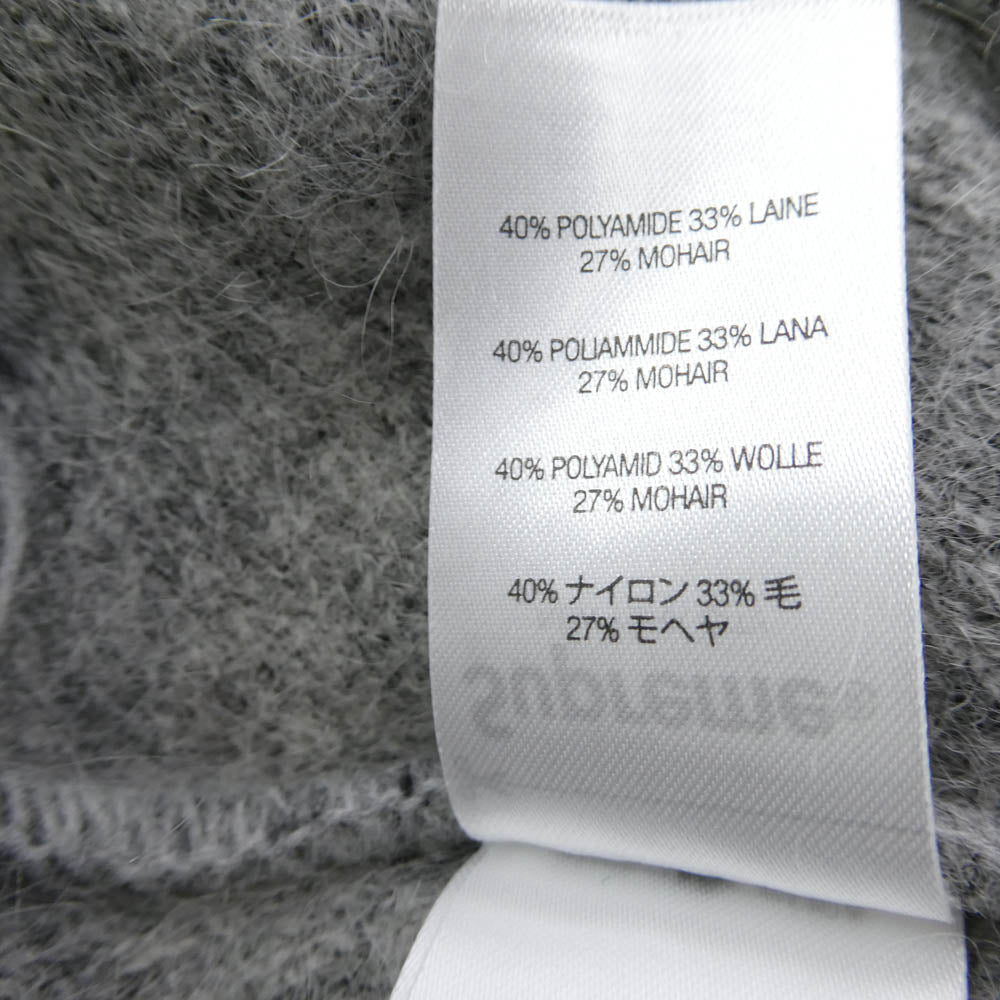 40% POLYAMIDE 33% LAINE
27% MOHAIR
40% POLIAMMIDE 33% LANA
27% MOHAIR
40% POLYAMID 33% WOLLE
27% MOHAIR
40% ナイロン 33% 毛
27% モヘヤ
Supreme®